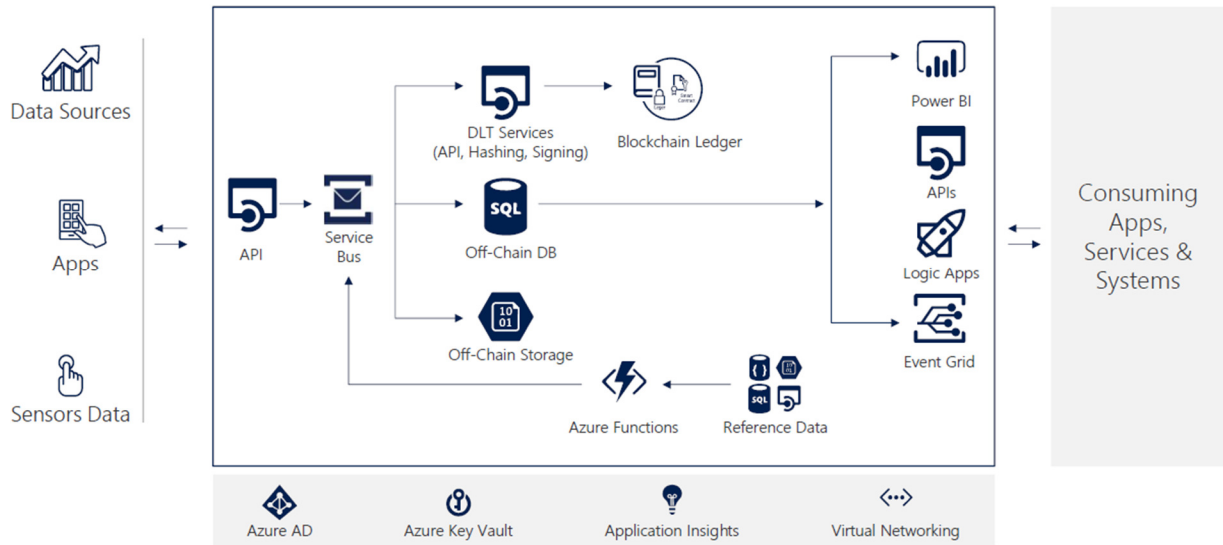 Data Sources
Apps
Sensors Data
API
Service
Bus
DLT Services
(API, Hashing, Signing)
Blockchain Ledger
SQL
Off-Chain DB
10
01
Off-Chain Storage
Azure Functions
SQL
Reference Data
Power BI
APIs
Logic Apps
Event Grid
Consuming
Apps,
Services &
Systems
Azure AD
Azure Key Vault
Application Insights
Virtual Networking